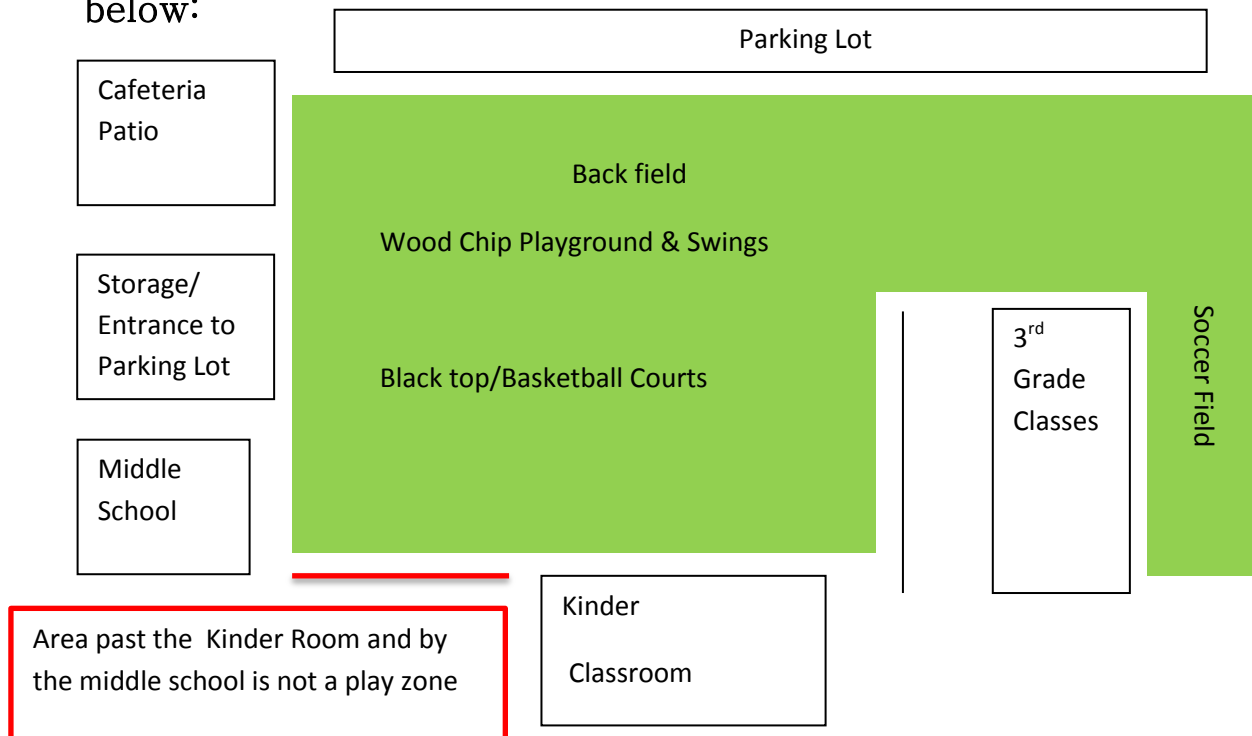 below:
Parking Lot
Cafeteria
Patio
Back field
Wood Chip Playground & Swings
Storage/
Entrance to
Parking Lot
3rd
Grade
Classes
Soccer Field
Black top/Basketball Courts
Middle
School
Kinder
Classroom
Area past the Kinder Room and by
the middle school is not a play zone